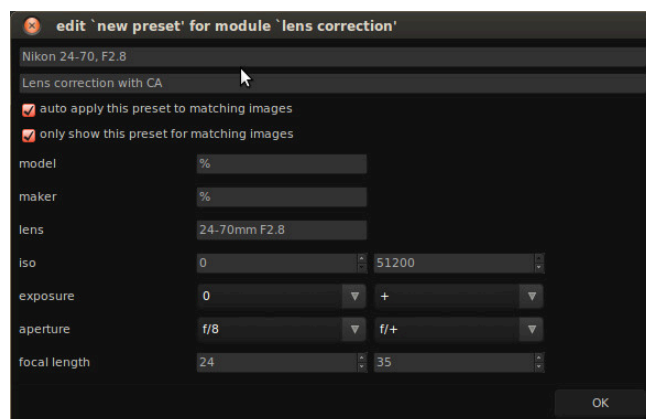 edit `new preset' for module `lens correction'
Nikon 24-70, F2.8
Lens correction with CA
auto apply this preset to matching images
only show this preset for matching images
model %
maker %
lens 24-70mm F2.8
iso 0 51200
exposure 0 +
aperture f/8 f/+
focal length 24 35
OK